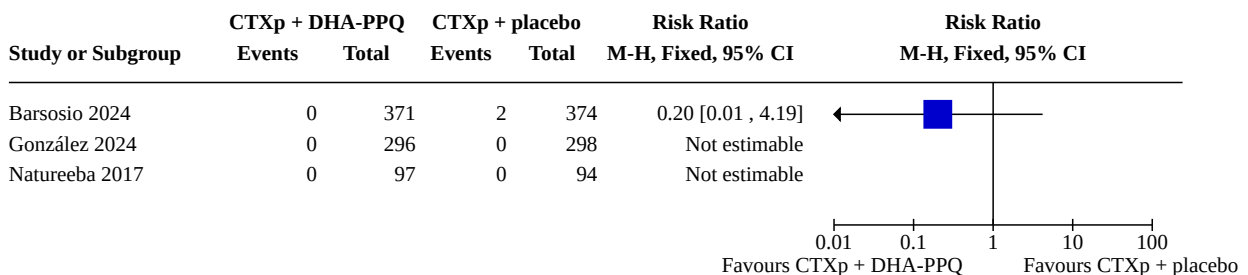 CTXp + DHA-PPQ CTXp + placebo Risk Ratio Risk Ratio
Study or Subgroup Events Total Events Total M-H, Fixed, 95% CI M-H, Fixed, 95% CI
Barsosio 2024 0 371 2 374 0.20 [0.01 , 4.19]
González 2024 0 296 0 298 Not estimable
Natureeba 2017 0 97 0 94 Not estimable
0.01 0.1 1 10 100
Favours CTXp + DHA-PPQ Favours CTXp + placebo